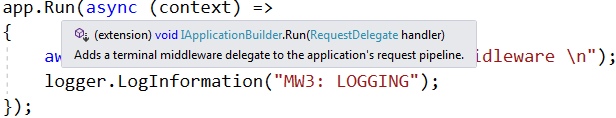 app.Run(async (context) =>
{
(extension) void IApplicationBuilder.Run(RequestDelegate handler)
Adds a terminal middleware delegate to the application's request pipeline.
aw dleware \n");
logger.LogInformation("MW3: LOGGING");
});